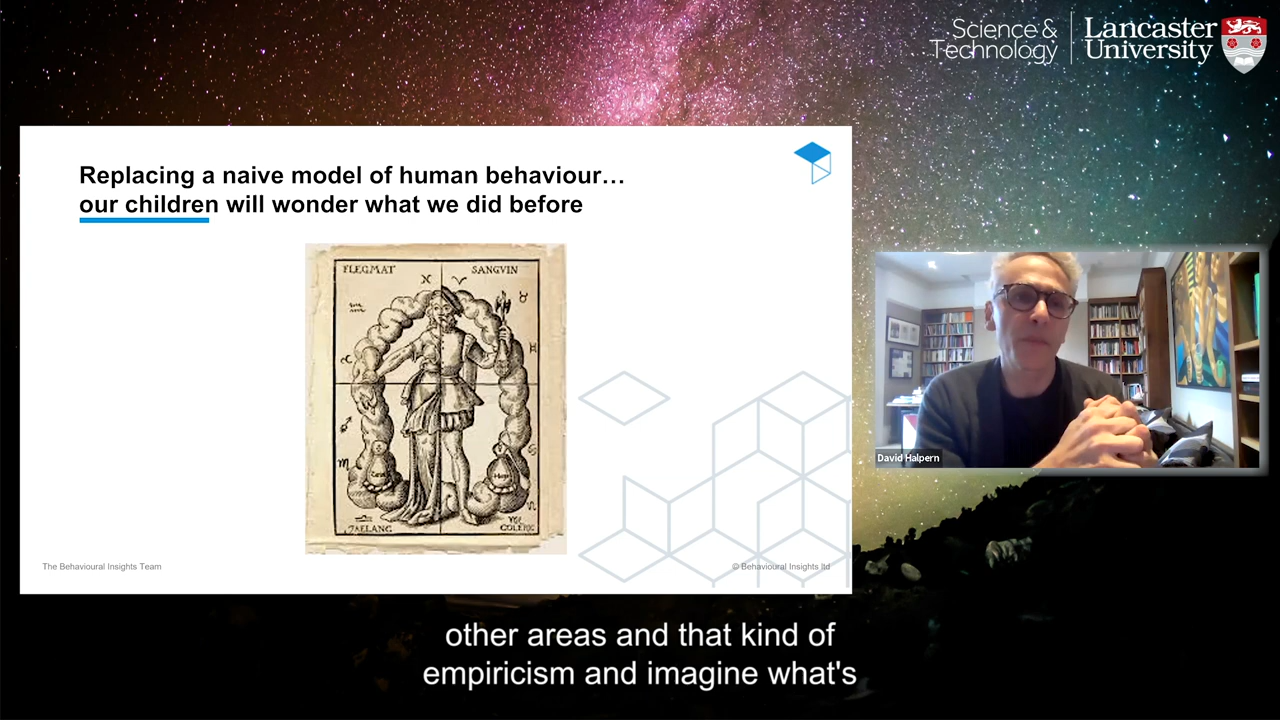 Science &
Technology
Lancaster
University
Replacing a naive model of human behaviour…
our children will wonder what we did before
FLEGMAT
SANGVIN
COLERIC
The Behavioural Insights Team
© Behavioural Insights ltd
David Halpern
other areas and that kind of
empiricism and imagine what's